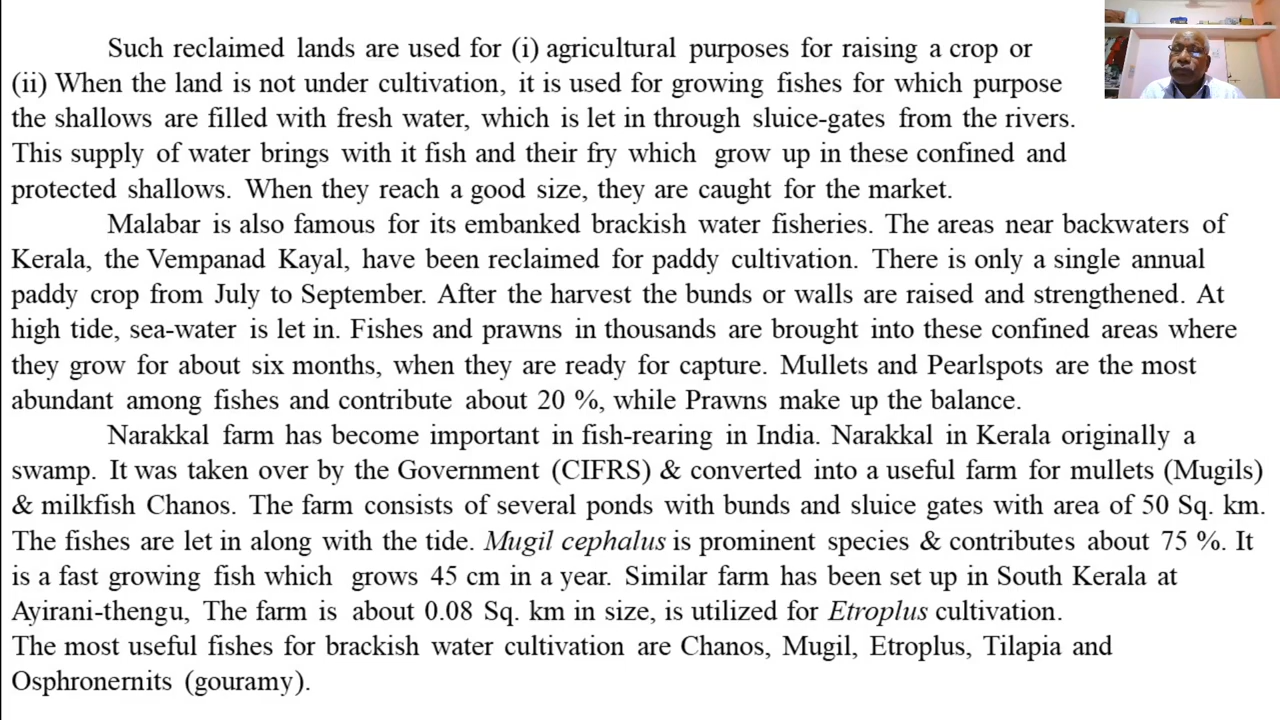 Such reclaimed lands are used for (i) agricultural purposes for raising a crop or
(ii) When the land is not under cultivation, it is used for growing fishes for which purpose
the shallows are filled with fresh water, which is let in through sluice-gates from the rivers.
This supply of water brings with it fish and their fry which grow up in these confined and
protected shallows. When they reach a good size, they are caught for the market.
Malabar is also famous for its embanked brackish water fisheries. The areas near backwaters of
Kerala, the Vempanad Kayal, have been reclaimed for paddy cultivation. There is only a single annual
paddy crop from July to September. After the harvest the bunds or walls are raised and strengthened. At
high tide, sea-water is let in. Fishes and prawns in thousands are brought into these confined areas where
they grow for about six months, when they are ready for capture. Mullets and Pearlspots are the most
abundant among fishes and contribute about 20 %, while Prawns make up the balance.
Narakkal farm has become important in fish-rearing in India. Narakkal in Kerala originally a
swamp. It was taken over by the Government (CIFRS) & converted into a useful farm for mullets (Mugils)
& milkfish Chanos. The farm consists of several ponds with bunds and sluice gates with area of 50 Sq. km.
The fishes are let in along with the tide. Mugil cephalus is prominent species & contributes about 75 %. It
is a fast growing fish which grows 45 cm in a year. Similar farm has been set up in South Kerala at
Ayirani-thengu, The farm is about 0.08 Sq. km in size, is utilized for Etroplus cultivation.
The most useful fishes for brackish water cultivation are Chanos, Mugil, Etroplus, Tilapia and
Osphronernits (gouramy).